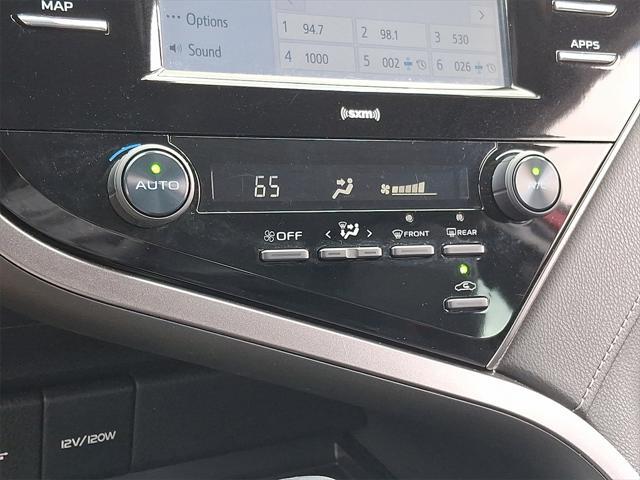 MAP
Options
Sound
1 94.7
2 98.1
3 530
4 1000
5 002
6 026
APPS
((sxm))
AUTO
65
A/C
OFF
FRONT
REAR
12V/120W